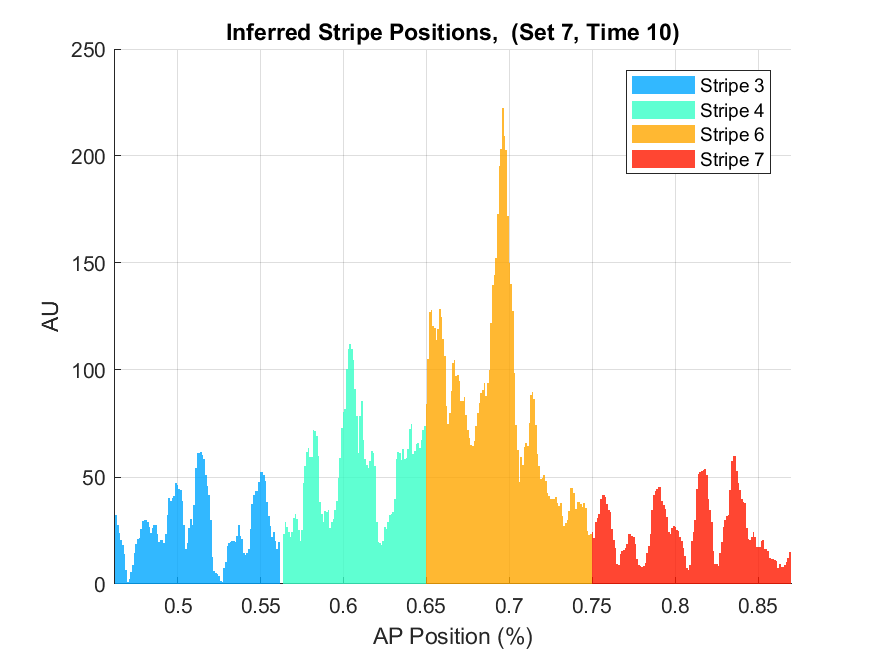 Inferred Stripe Positions,  (Set 7, Time 10)
250
200
150
100
50
0
AU
Stripe 3
Stripe 4
Stripe 6
Stripe 7
0.5 0.55 0.6 0.65 0.7 0.75 0.8 0.85
AP Position (%)